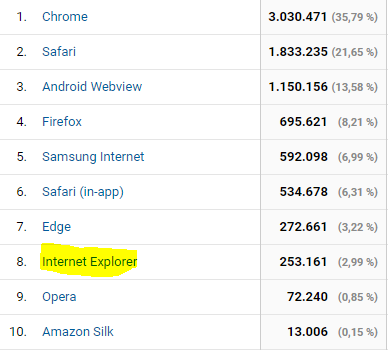 1. Chrome 3.030.471 (35,79 %)
2. Safari 1.833.235 (21,65 %)
3. Android Webview 1.150.156 (13,58 %)
4. Firefox 695.621 (8,21 %)
5. Samsung Internet 592.098 (6,99 %)
6. Safari (in-app) 534.678 (6,31 %)
7. Edge 272.661 (3,22 %)
8. Internet Explorer 253.161 (2,99 %)
9. Opera 72.240 (0,85 %)
10. Amazon Silk 13.006 (0,15 %)